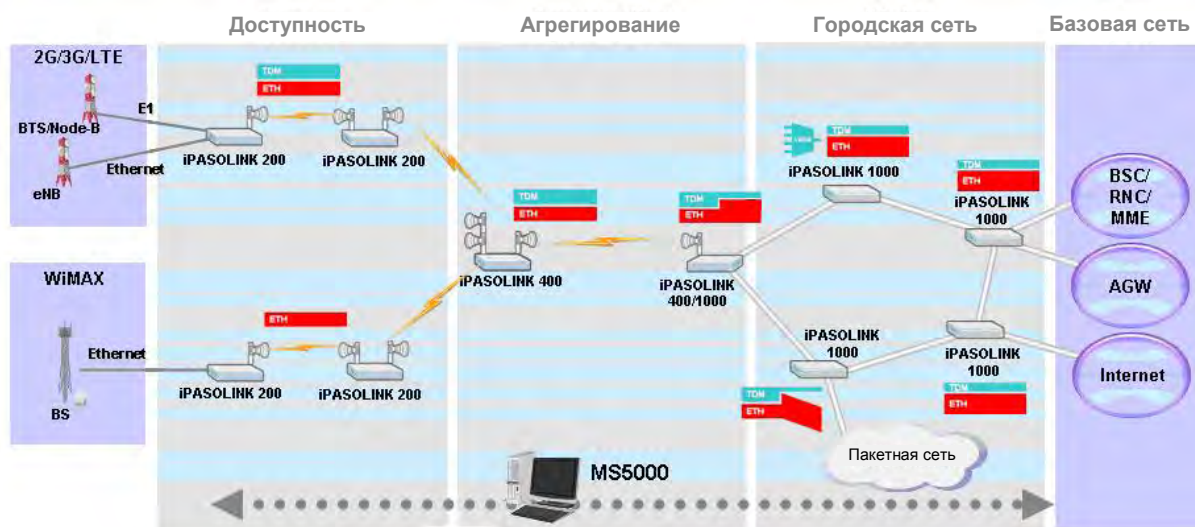 Доступность
Агрегирование
Городская сеть
Базовая сеть
2G/3G/LTE
E1
BTS/Node-B
Ethernet
eNB
TDM
ETH
iPASOLINK 200
iPASOLINK 200
WiMAX
Ethernet
BS
ETH
iPASOLINK 200
iPASOLINK 200
TDM
ETH
iPASOLINK 400
TDM
ETH
iPASOLINK
400/1000
TDM
ETH
iPASOLINK 1000
TDM
ETH
iPASOLINK
1000
iPASOLINK
1000
TDM
ETH
iPASOLINK
1000
TDM
ETH
Пакетная сеть
BSC/
RNC/
MME
AGW
Internet
MS5000